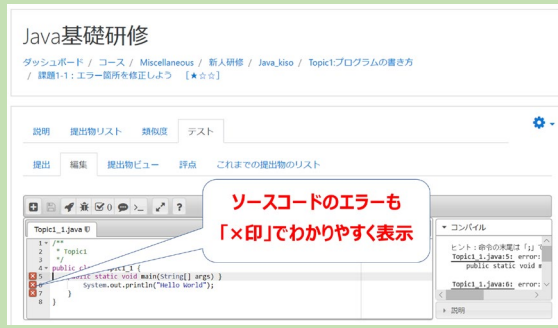 Java基礎研修
ダッシュボード / コース / Miscellaneous / 新人研修 / Java_kiso / Topic1:プログラムの書き方
/ 課題1-1：エラー箇所を修正しよう [★☆☆]
説明 提出物リスト 類似度 テスト
提出 編集 提出物ビュー 評点 これまでの提出物のリスト
ソースコードのエラーも
「×印」でわかりやすく表示
Topic1_1.java
1 /**
2 * Topic1
3 */
4 public class Topic1_1 {
5 public static void main(String[] args) }
6 System.out.println("Hello World");
7 }
8 }
コンパイル
ヒント：命令の末尾は「;」で
Topic1_1.java:5: error:
public static void m
Topic1_1.java:6: error:
説明